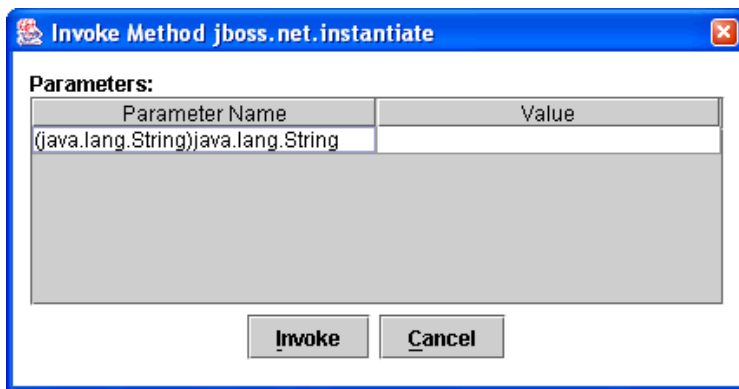 Invoke Method jboss.net.instantiate
Parameters:
Parameter Name Value
(java.lang.String)java.lang.String
Invoke Cancel